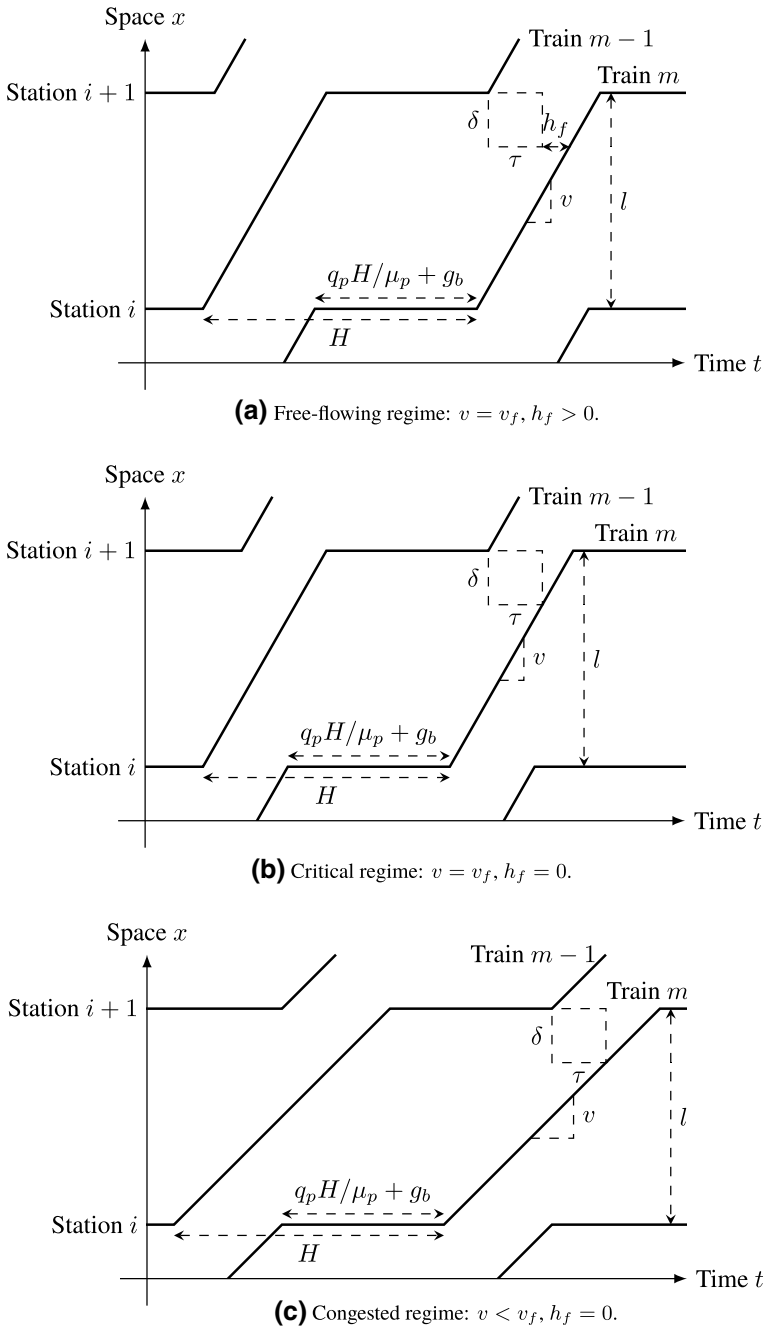 Space x
Train m − 1
Station i + 1
Train m
δ
h_f
τ
v
l
q_pH/μ_p + g_b
Station i
H
Time t
(a) Free-flowing regime: v = v_f, h_f > 0.
Space x
Train m − 1
Station i + 1
Train m
δ
τ
v
l
q_pH/μ_p + g_b
Station i
H
Time t
(b) Critical regime: v = v_f, h_f = 0.
Space x
Train m − 1
Train m
Station i + 1
δ
τ
v
l
q_pH/μ_p + g_b
Station i
H
Time t
(c) Congested regime: v < v_f, h_f = 0.